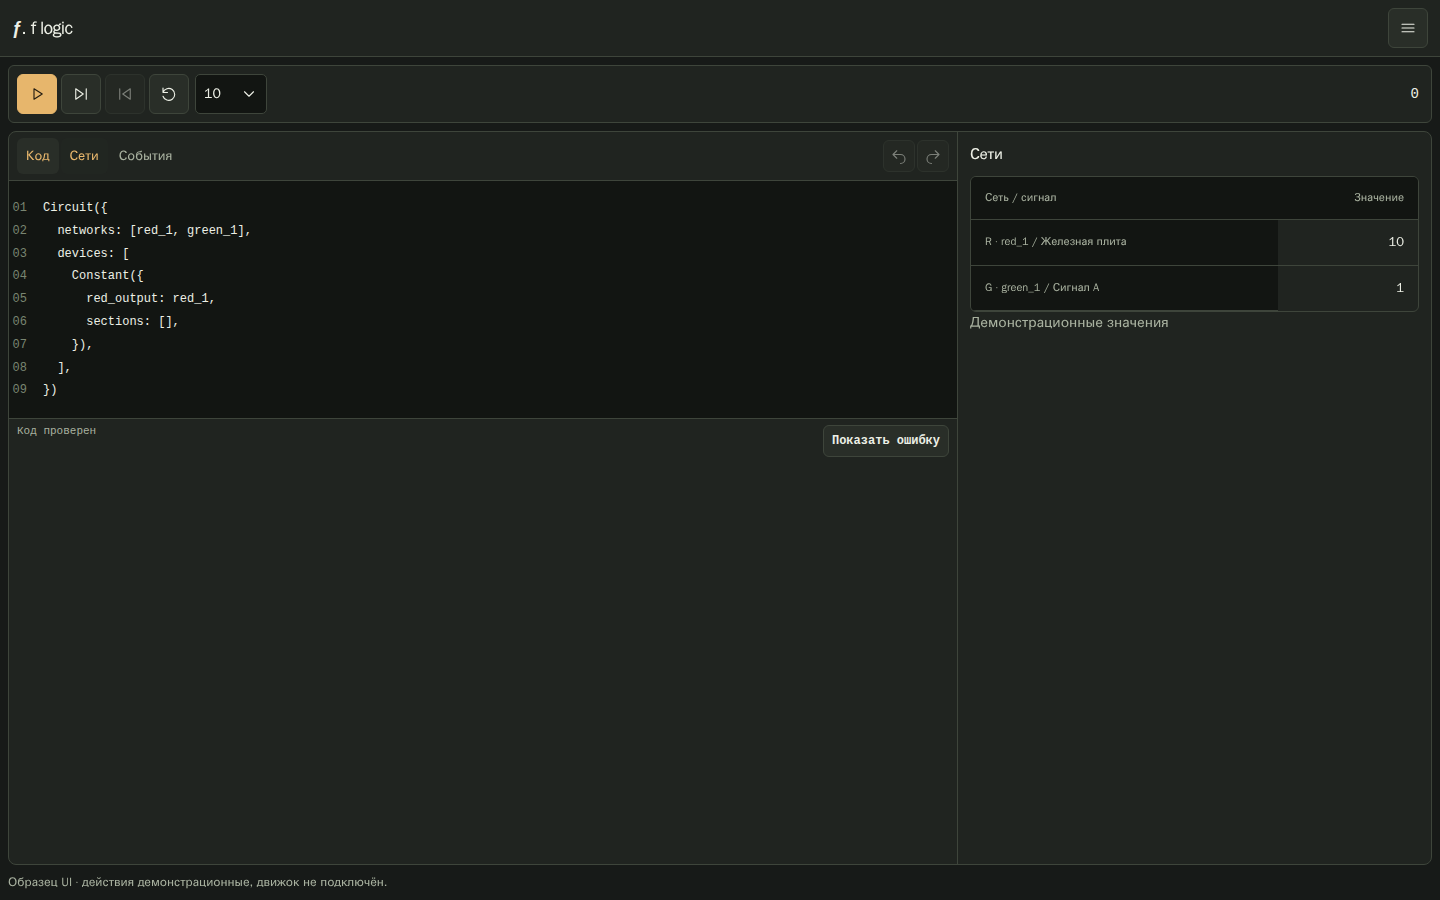 ƒ. f logic
10
0
Код Сети События
01 Circuit({
02   networks: [red_1, green_1],
03   devices: [
04     Constant({
05       red_output: red_1,
06       sections: [],
07     }),
08   ],
09 })
Код проверен
Показать ошибку
Сети
Сеть / сигнал Значение
R · red_1 / Железная плита 10
G · green_1 / Сигнал A 1
Демонстрационные значения
Образец UI · действия демонстрационные, движок не подключён.